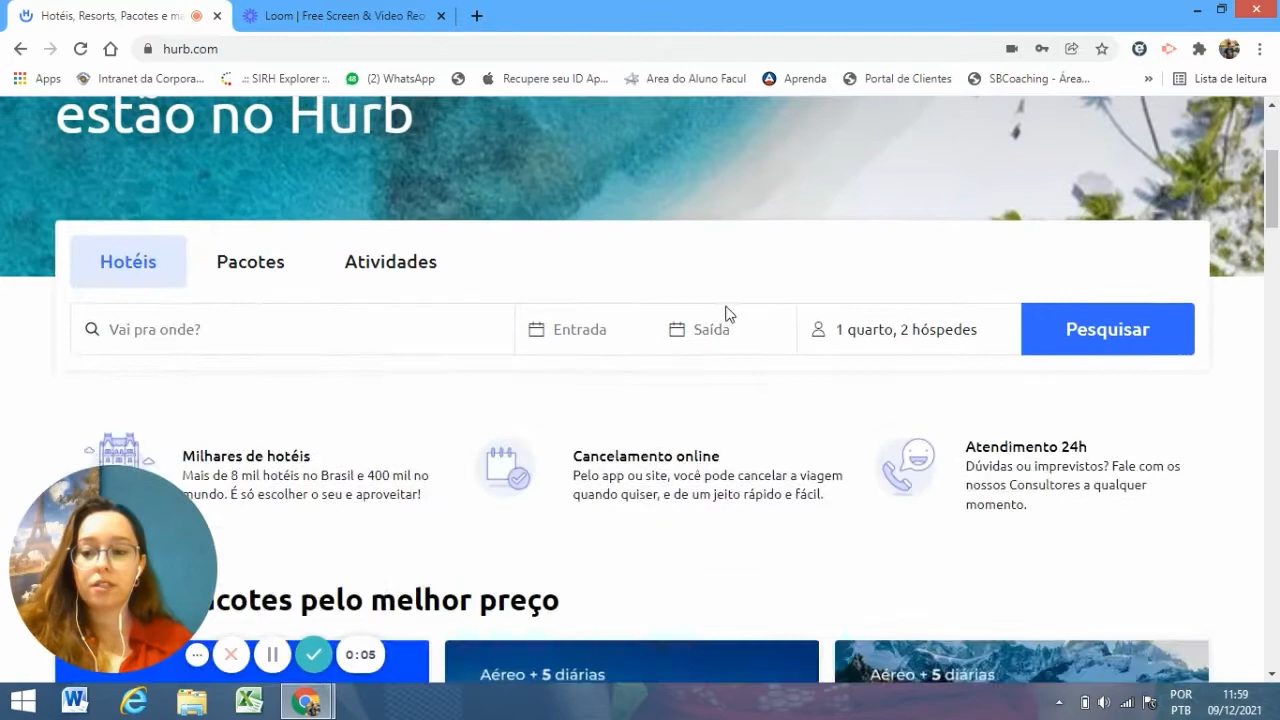 Hotéis, Resorts, Pacotes e ma
Loom | Free Screen & Video Rec
hurb.com
Apps
Intranet da Corpora...
.:: SIRH Explorer ::.
(2) WhatsApp
Recupere seu ID Ap...
Area do Aluno Facul
Aprenda
Portal de Clientes
SBCoaching - Área...
»
Lista de leitura
estão no Hurb
Hotéis
Pacotes
Atividades
Vai pra onde?
Entrada
Saída
1 quarto, 2 hóspedes
Pesquisar
Milhares de hotéis
Mais de 8 mil hotéis no Brasil e 400 mil no
mundo. É só escolher o seu e aproveitar!
Cancelamento online
Pelo app ou site, você pode cancelar a viagem
quando quiser, e de um jeito rápido e fácil.
Atendimento 24h
Dúvidas ou imprevistos? Fale com os
nossos Consultores a qualquer
momento.
acotes pelo melhor preço
Aéreo + 5 diárias
Aéreo + 5 diárias
0:05
POR
PTB
11:59
09/12/2021